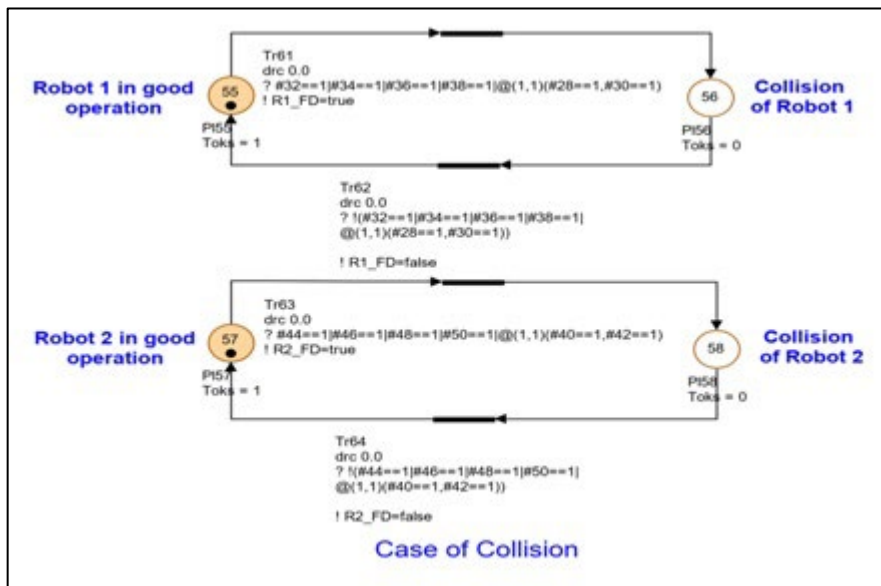 Tr61
drc 0.0
? #32==1|#34==1|#36==1|#38==1|@(1,1)(#28==1,#30==1)
! R1_FD=true
Robot 1 in good
operation
55
Pl55
Toks = 1
56
Collision
of Robot 1
Pl56
Toks = 0
Tr62
drc 0.0
? !(#32==1|#34==1|#36==1|#38==1|
@(1,1)(#28==1,#30==1))
! R1_FD=false
Tr63
drc 0.0
? #44==1|#46==1|#48==1|#50==1|@(1,1)(#40==1,#42==1)
! R2_FD=true
Robot 2 in good
operation
57
Pl57
Toks = 1
58
Collision
of Robot 2
Pl58
Toks = 0
Tr64
drc 0.0
? !(#44==1|#46==1|#48==1|#50==1|
@(1,1)(#40==1,#42==1))
! R2_FD=false
Case of Collision